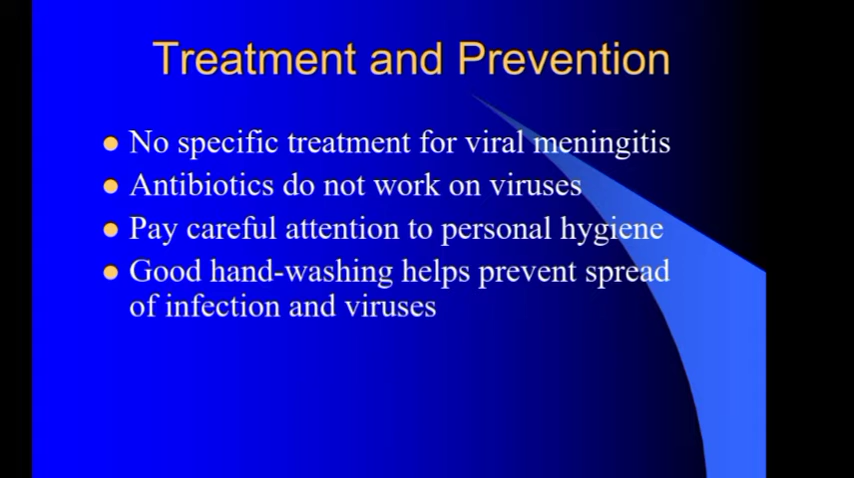 Treatment and Prevention
No specific treatment for viral meningitis
Antibiotics do not work on viruses
Pay careful attention to personal hygiene
Good hand-washing helps prevent spread
of infection and viruses